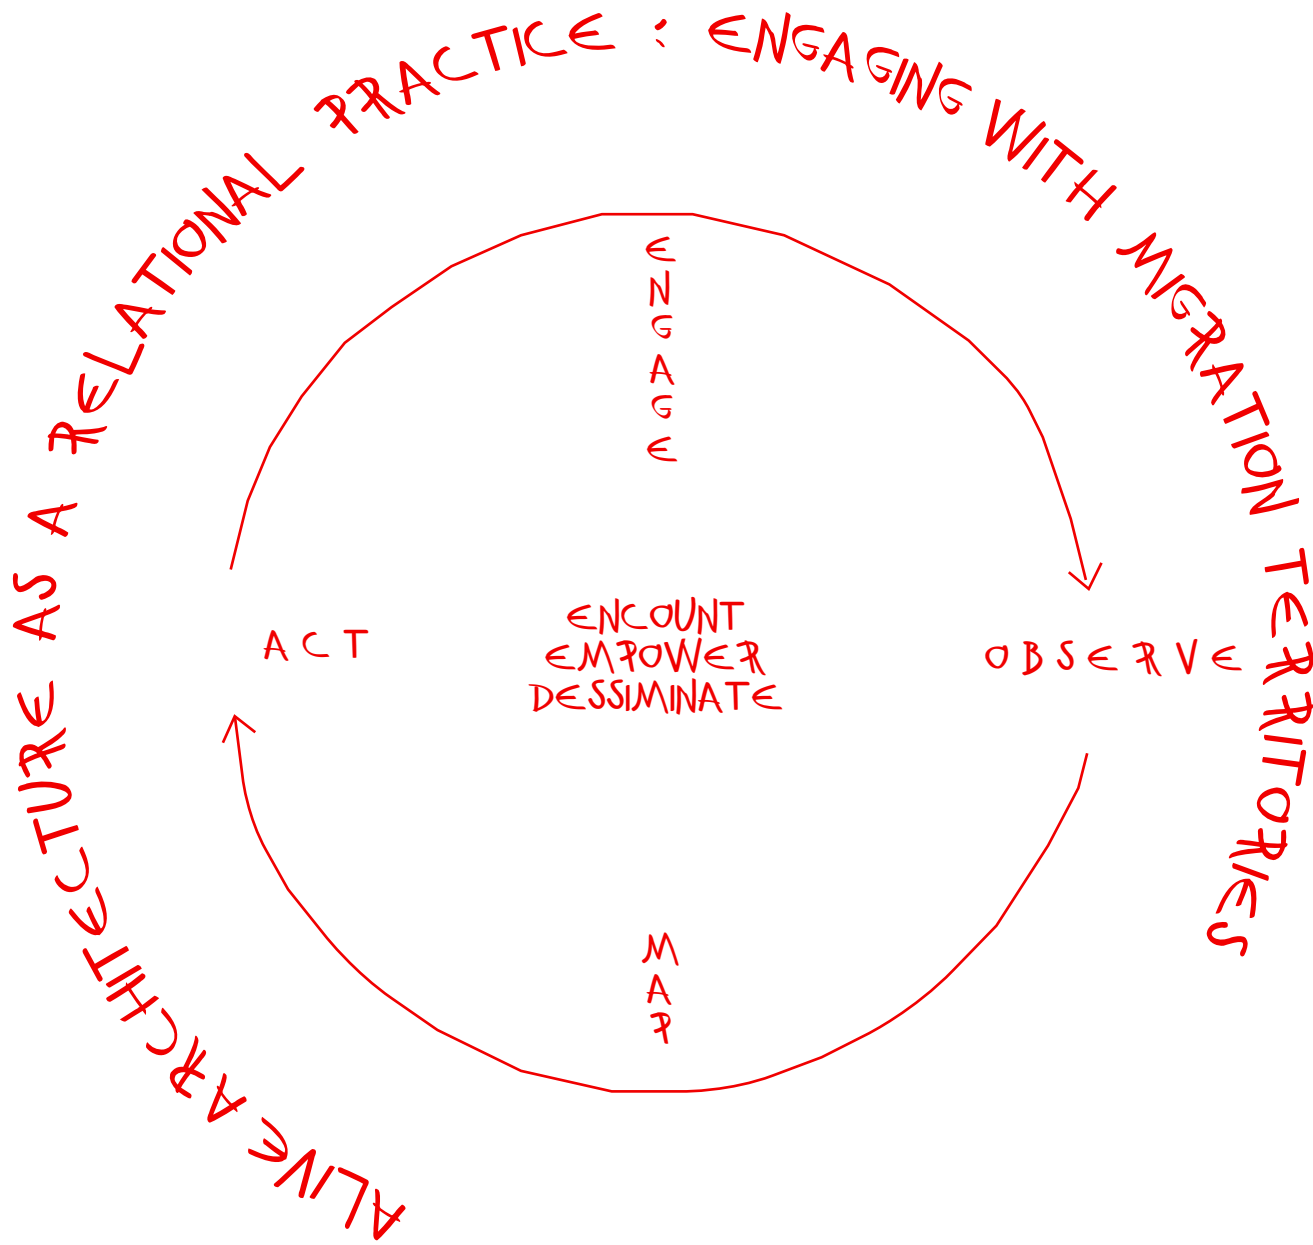 ALIVE ARCHITECTURE AS A RELATIONAL PRACTICE : ENGAGING WITH MIGRATION TERRITORIES
ENGAGE
ACT
ENCOUNT
EMPOWER
DESSIMINATE
OBSERVE
MAP